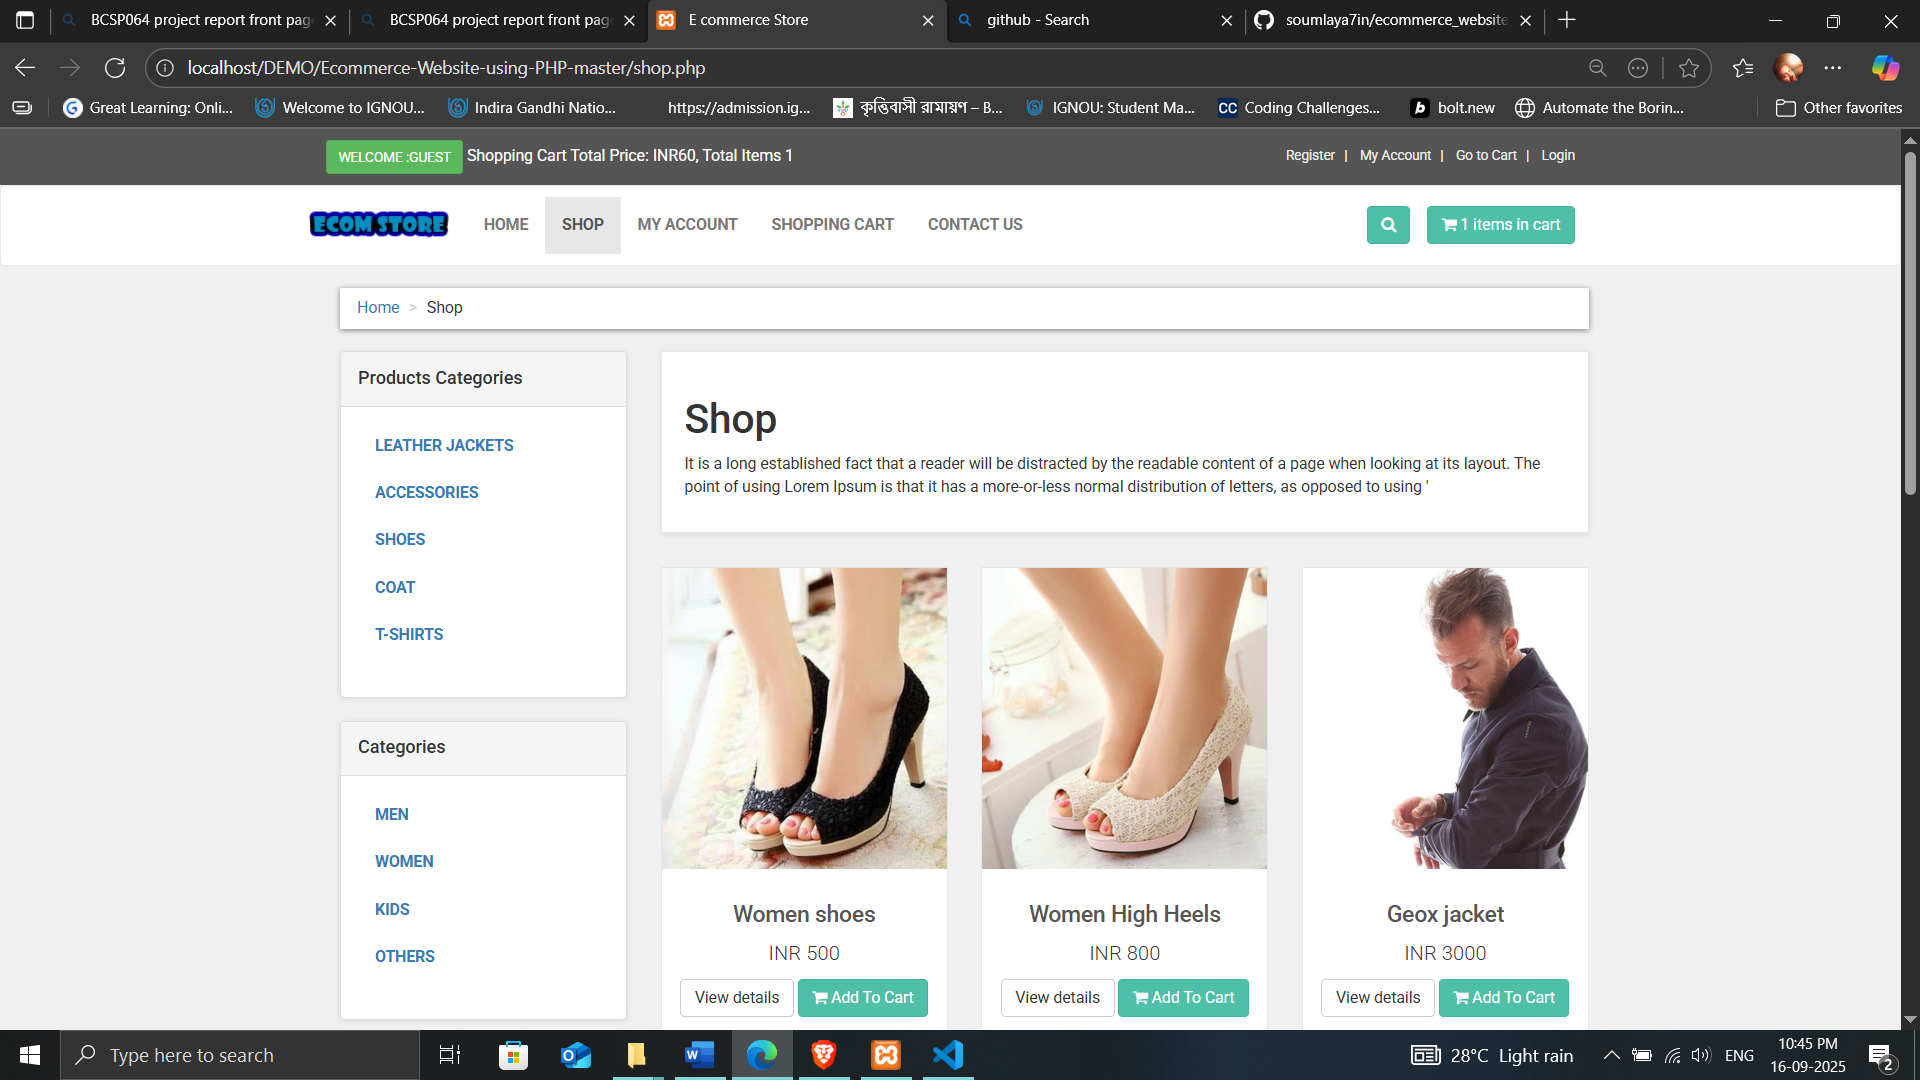 BCSP064 project report front pag
BCSP064 project report front pag
E commerce Store
github - Search
soumlaya7in/ecommerce_website
localhost/DEMO/Ecommerce-Website-using-PHP-master/shop.php
Great Learning: Onli...
Welcome to IGNOU...
Indira Gandhi Natio...
https://admission.ig...
কৃত্তিবাসী রামায়ণ – B...
IGNOU: Student Ma...
CC Coding Challenges...
b bolt.new
Automate the Borin...
Other favorites
WELCOME :GUEST Shopping Cart Total Price: INR60, Total Items 1
Register | My Account | Go to Cart | Login
ECOM STORE
HOME SHOP MY ACCOUNT SHOPPING CART CONTACT US
1 items in cart
Home > Shop
Products Categories
LEATHER JACKETS
ACCESSORIES
SHOES
COAT
T-SHIRTS
Categories
MEN
WOMEN
KIDS
OTHERS
Shop
It is a long established fact that a reader will be distracted by the readable content of a page when looking at its layout. The
point of using Lorem Ipsum is that it has a more-or-less normal distribution of letters, as opposed to using '
Women shoes
INR 500
View details Add To Cart
Women High Heels
INR 800
View details Add To Cart
Geox jacket
INR 3000
View details Add To Cart
Type here to search
28°C Light rain
ENG
10:45 PM
16-09-2025
2